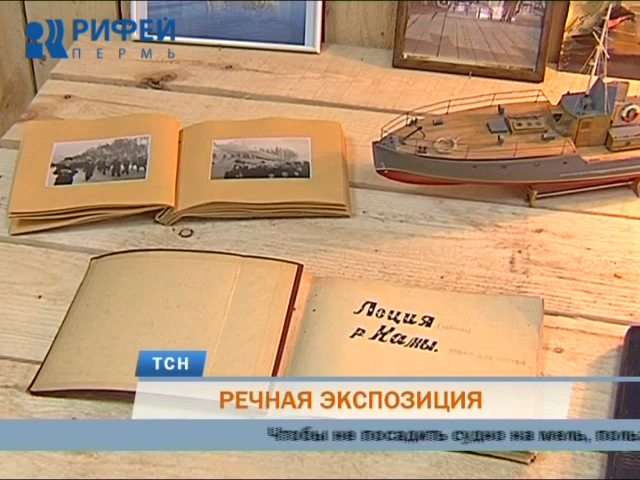 РИФЕЙ
ПЕРМЬ
Лоция
р Камы.
ТСН
РЕЧНАЯ ЭКСПОЗИЦИЯ
Чтобы не посадить судно на мель, поль